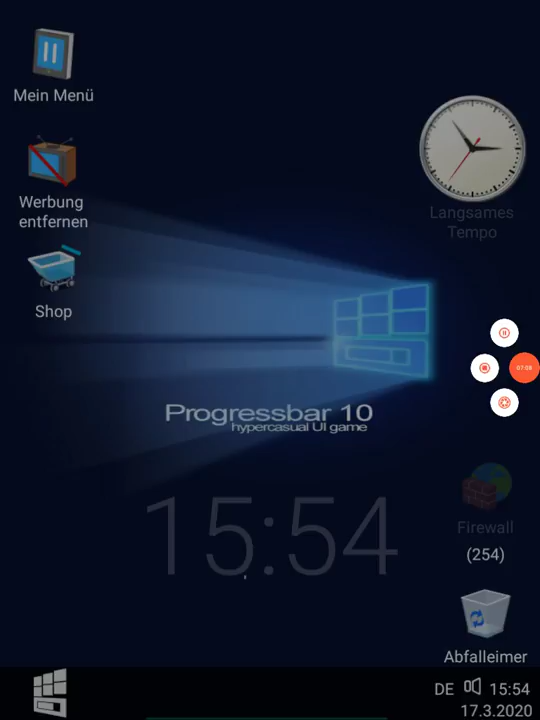 Mein Menü
Werbung
entfernen
Shop
Langsames
Tempo
Progressbar 10
hypercasual UI game
15:54
Firewall
(254)
Abfalleimer
DE
15:54
17.3.2020